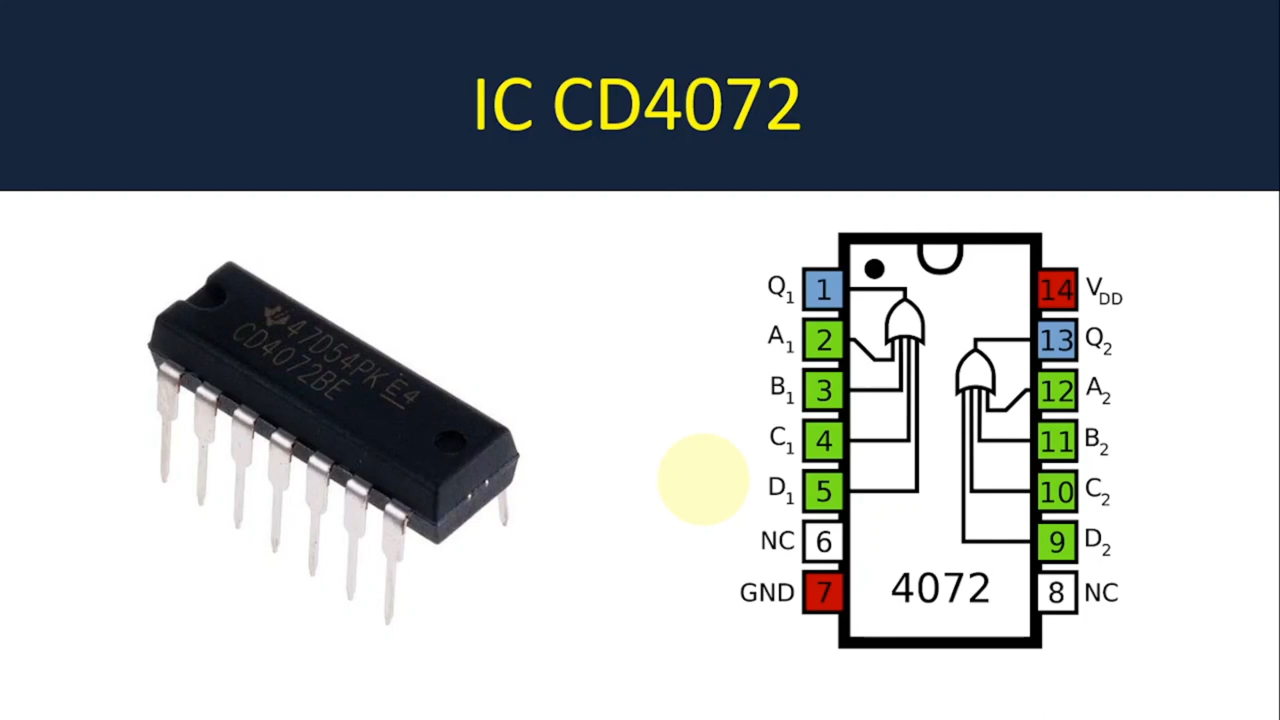 IC CD4072
47D54PK E4
CD4072BE
Q1 1
A1 2
B1 3
C1 4
D1 5
NC 6
GND 7
14 VDD
13 Q2
12 A2
11 B2
10 C2
9 D2
8 NC
4072